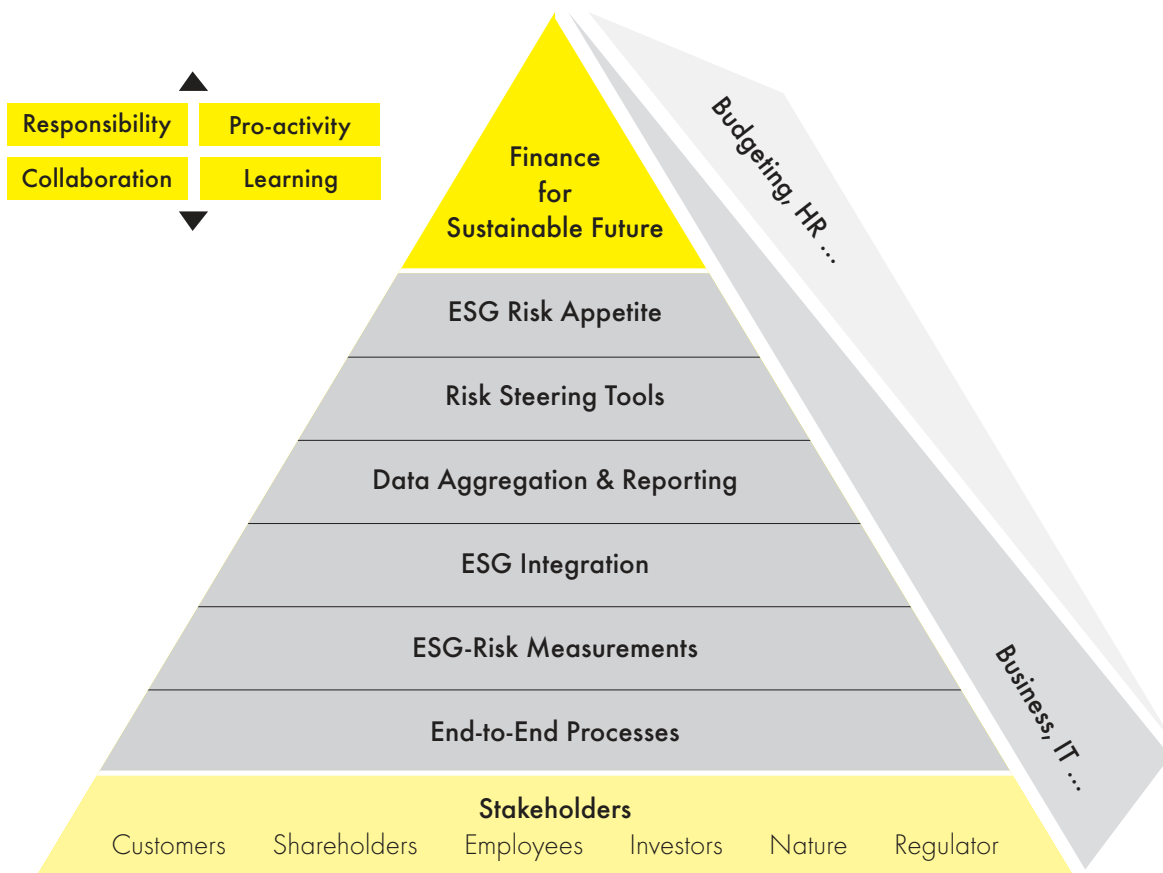 Responsibility
Pro-activity
Collaboration
Learning
Finance
for
Sustainable Future
ESG Risk Appetite
Risk Steering Tools
Data Aggregation & Reporting
ESG Integration
ESG-Risk Measurements
End-to-End Processes
Stakeholders
Customers Shareholders Employees Investors Nature Regulator
Budgeting, HR ...
Business, IT ...